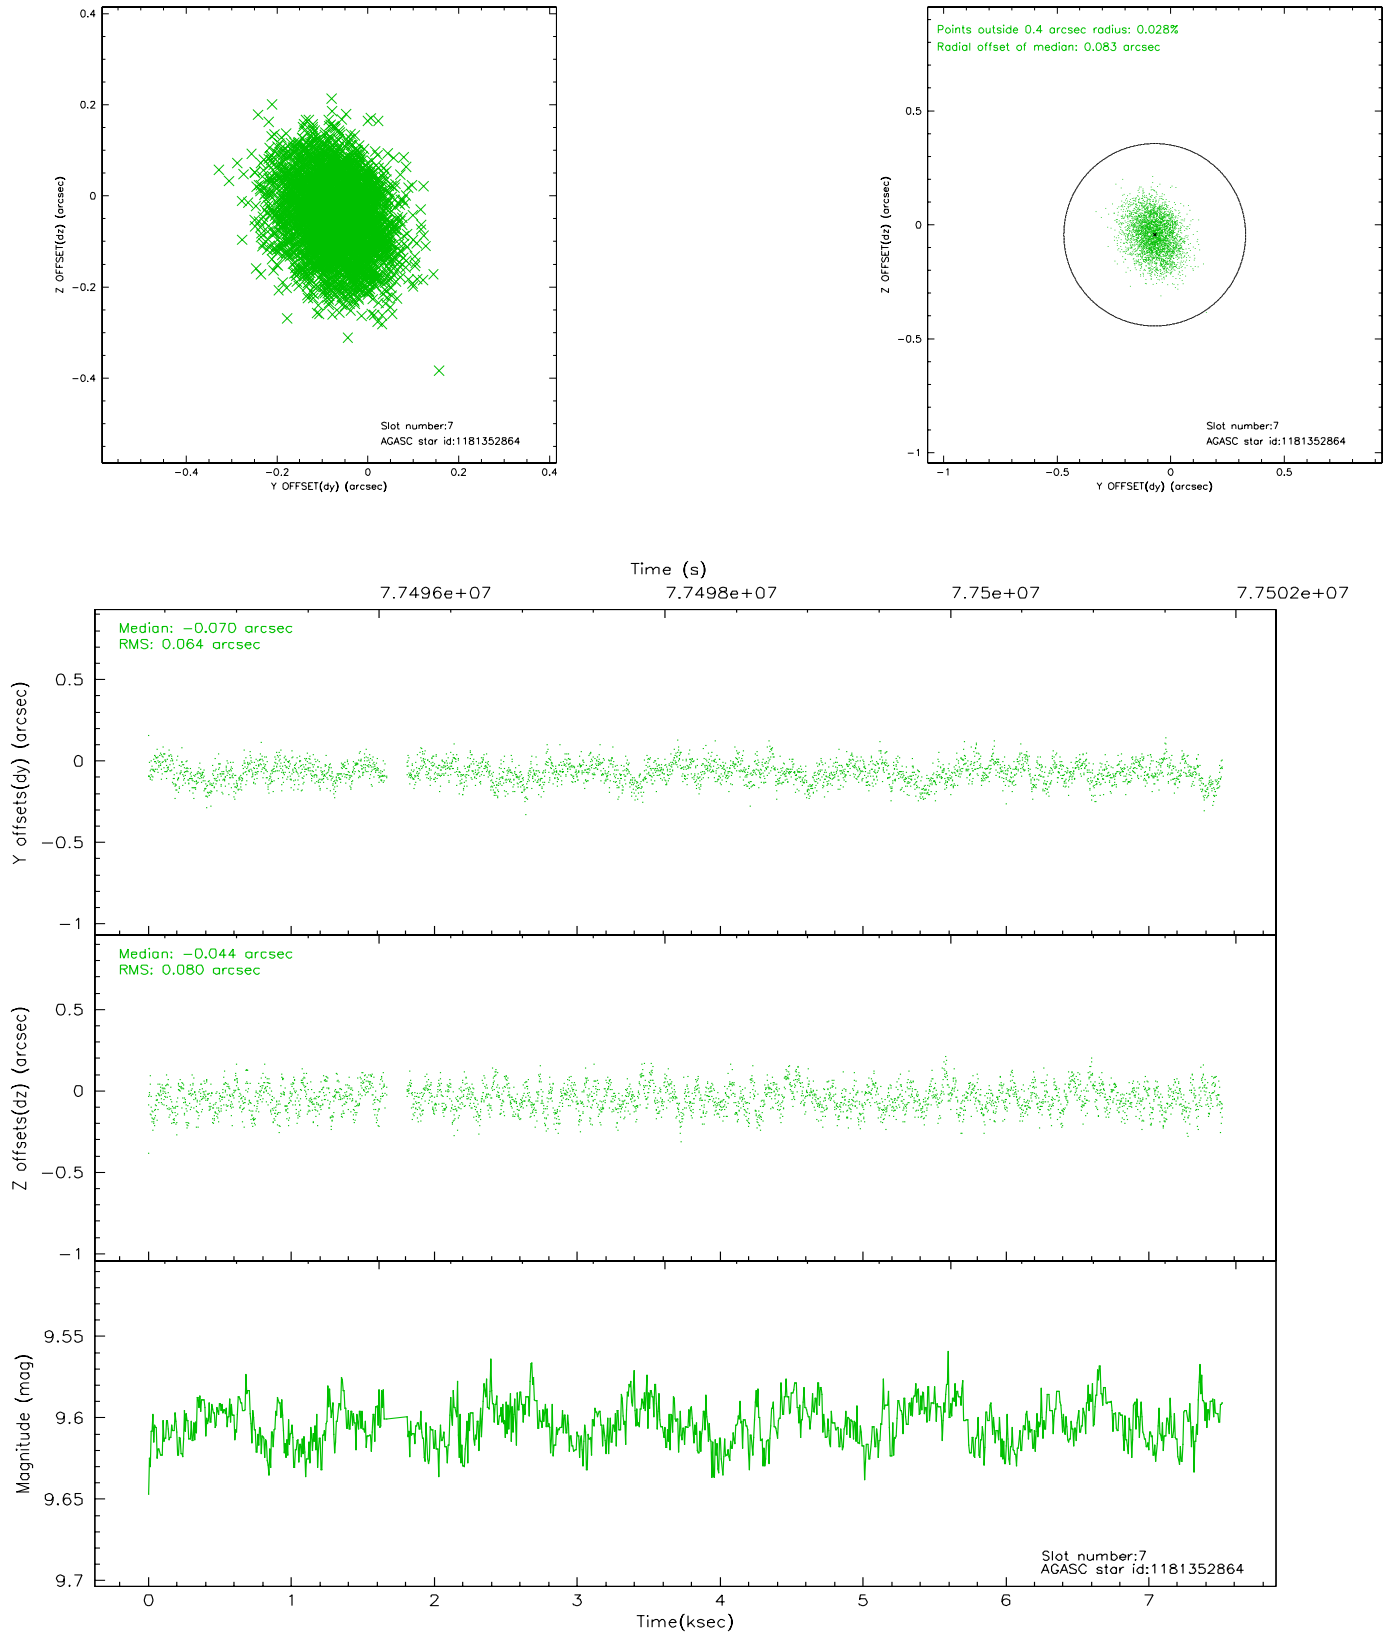 0.4
0.2
0
-0.2
-0.4
Z OFFSET(dz) (arcsec)
Slot number:7
AGASC star id:1181352864
-0.4 -0.2 0 0.2 0.4
Y OFFSET(dy) (arcsec)
Points outside 0.4 arcsec radius: 0.028%
Radial offset of median: 0.083 arcsec
0.5
0
-0.5
-1
Z OFFSET(dz) (arcsec)
Slot number:7
AGASC star id:1181352864
-1 -0.5 0 0.5
Y OFFSET(dy) (arcsec)
Time (s)
7.7496e+07 7.7498e+07 7.75e+07 7.7502e+07
Median: -0.070 arcsec
RMS: 0.064 arcsec
0.5
0
-0.5
-1
Y offsets(dy) (arcsec)
Median: -0.044 arcsec
RMS: 0.080 arcsec
0.5
0
-0.5
-1
Z offsets(dz) (arcsec)
9.55
9.6
9.65
9.7
Magnitude (mag)
Slot number:7
AGASC star id:1181352864
0 1 2 3 4 5 6 7
Time(ksec)